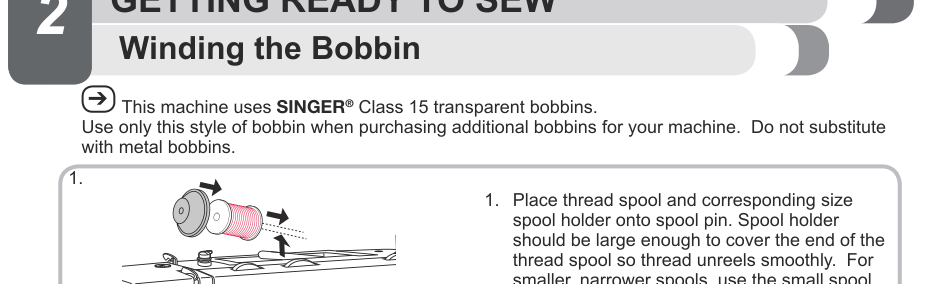 2
GETTING READY TO SEW
Winding the Bobbin
This machine uses SINGER® Class 15 transparent bobbins.
Use only this style of bobbin when purchasing additional bobbins for your machine.  Do not substitute
with metal bobbins.
1.
1. Place thread spool and corresponding size
spool holder onto spool pin. Spool holder
should be large enough to cover the end of the
thread spool so thread unreels smoothly.  For
smaller, narrower spools, use the small spool